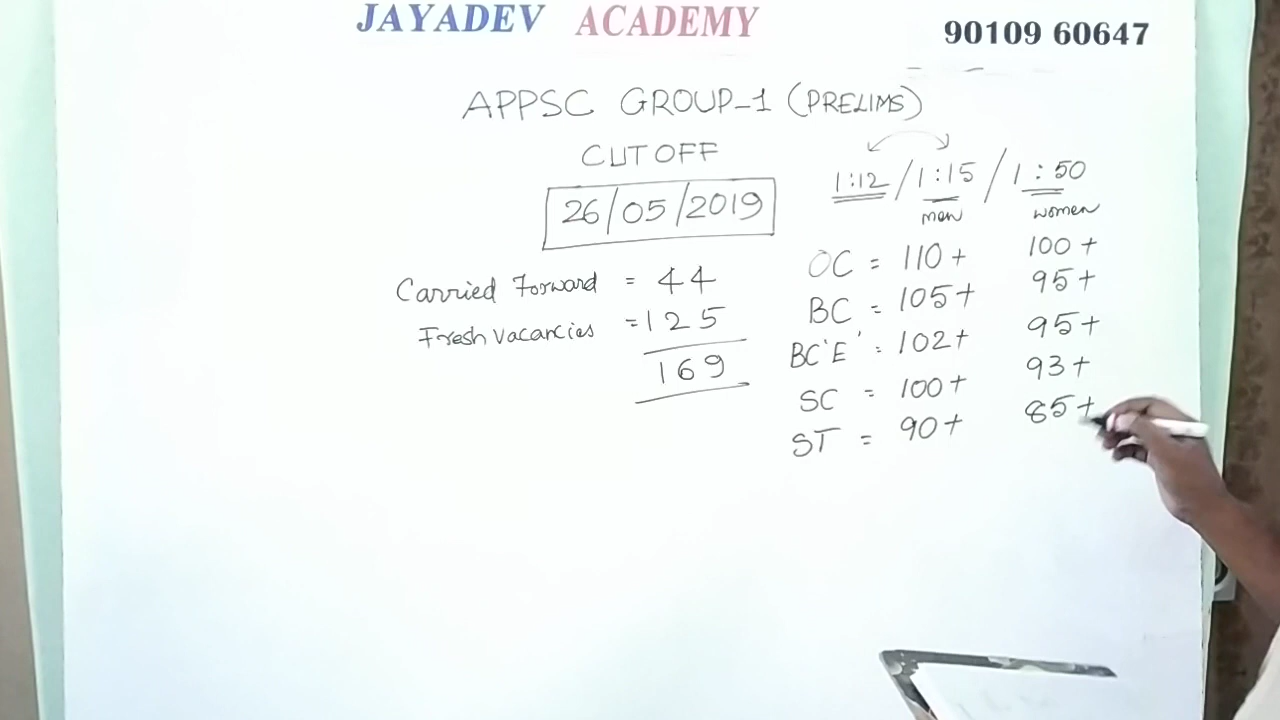 JAYADEV ACADEMY
90109 60647
APPSC GROUP-1 (PRELIMS)
CUTOFF
26/05/2019
Carried Forward = 44
Fresh vacancies = 125
169
1:12 / 1:15 / 1:50
men women
OC = 110+ 100+
BC = 105+ 95+
BC'E' = 102+ 95+
SC = 100+ 93+
ST = 90+ 85+